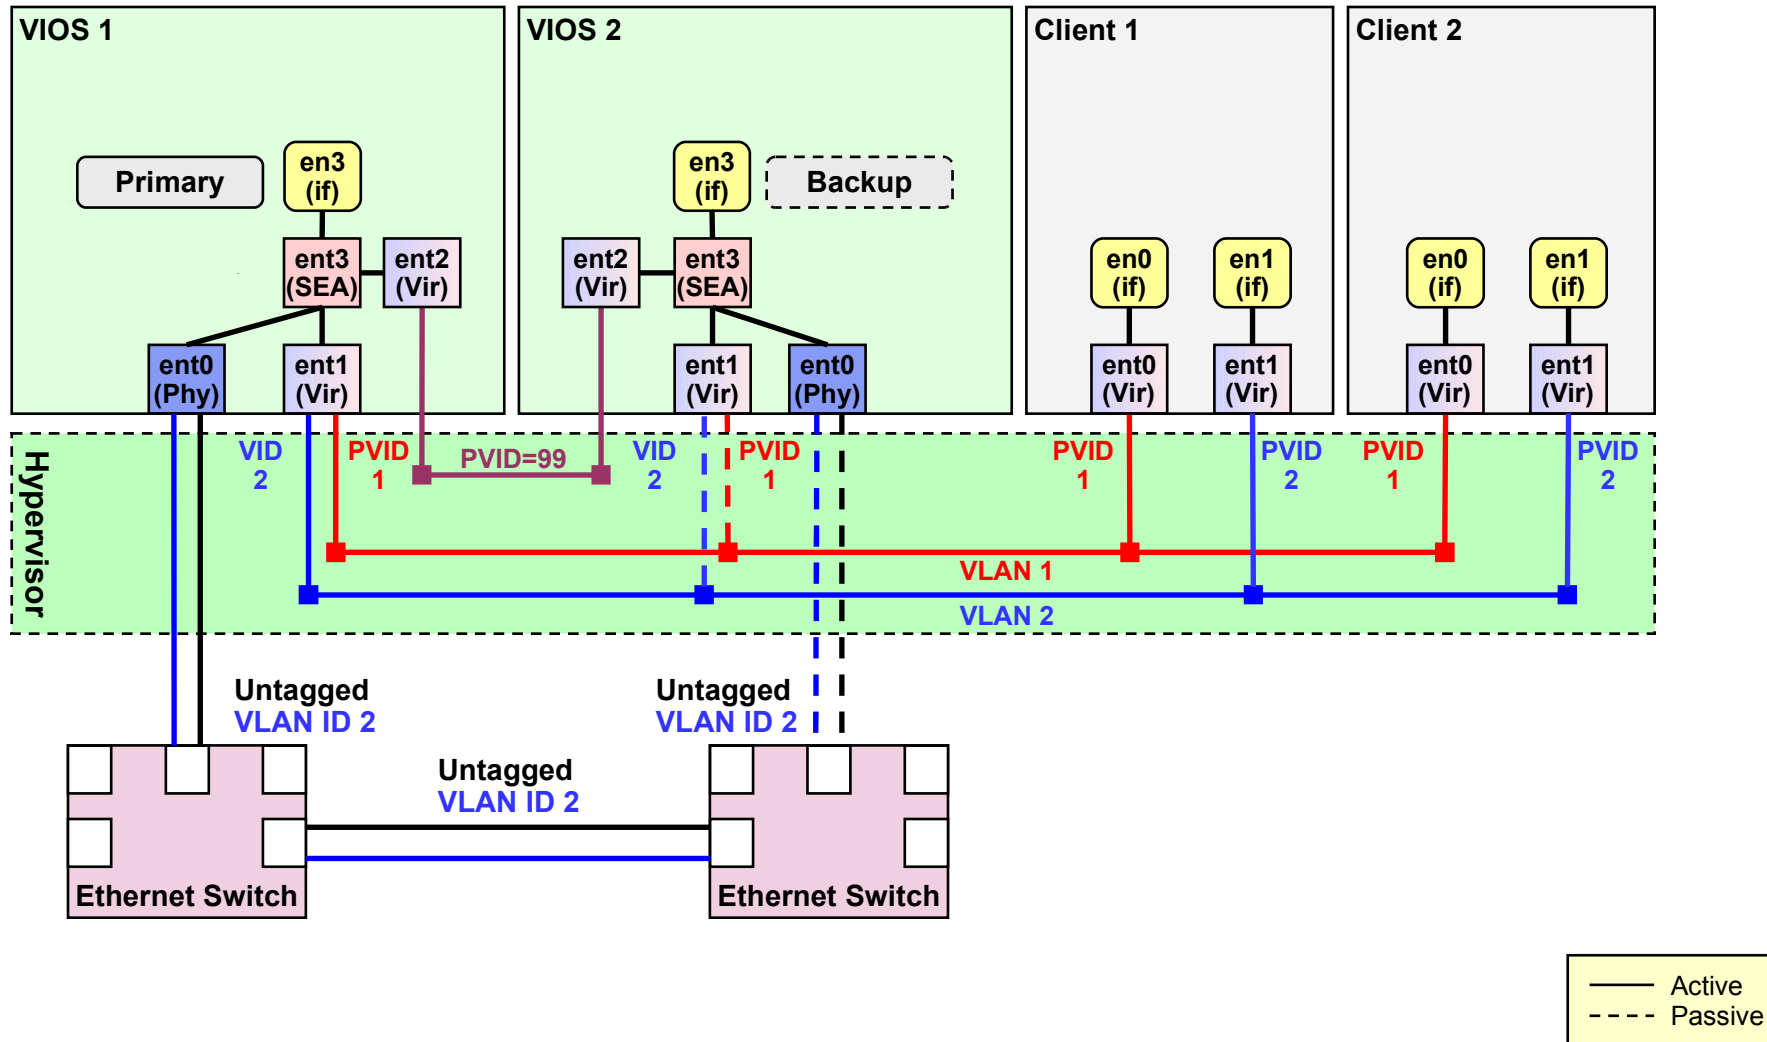 VIOS 1
VIOS 2
Client 1
Client 2
Primary
en3
(if)
en3
(if)
Backup
ent3
(SEA)
ent2
(Vir)
ent2
(Vir)
ent3
(SEA)
en0
(if)
en1
(if)
en0
(if)
en1
(if)
ent0
(Phy)
ent1
(Vir)
ent1
(Vir)
ent0
(Phy)
ent0
(Vir)
ent1
(Vir)
ent0
(Vir)
ent1
(Vir)
Hypervisor
VID
2
PVID
1
PVID=99
VID
2
PVID
1
PVID
1
PVID
2
PVID
1
PVID
2
VLAN 1
VLAN 2
Untagged
VLAN ID 2
Untagged
VLAN ID 2
Untagged
VLAN ID 2
Ethernet Switch
Ethernet Switch
Active
Passive